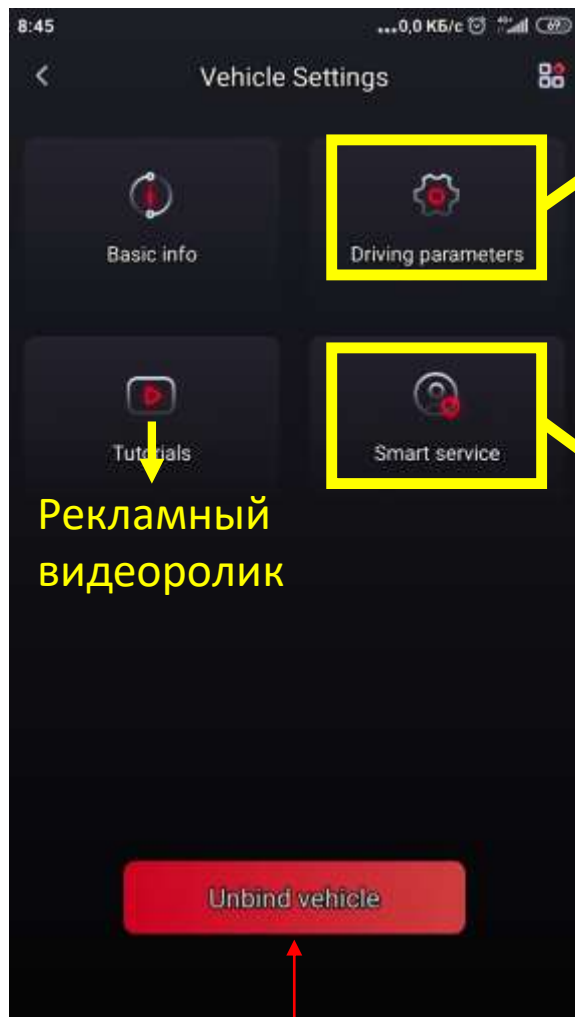 8:45
...0,0 КБ/с
Vehicle Settings
Basic info
Driving parameters
Tutorials
Smart service
Рекламный
видеоролик
Unbind vehicle